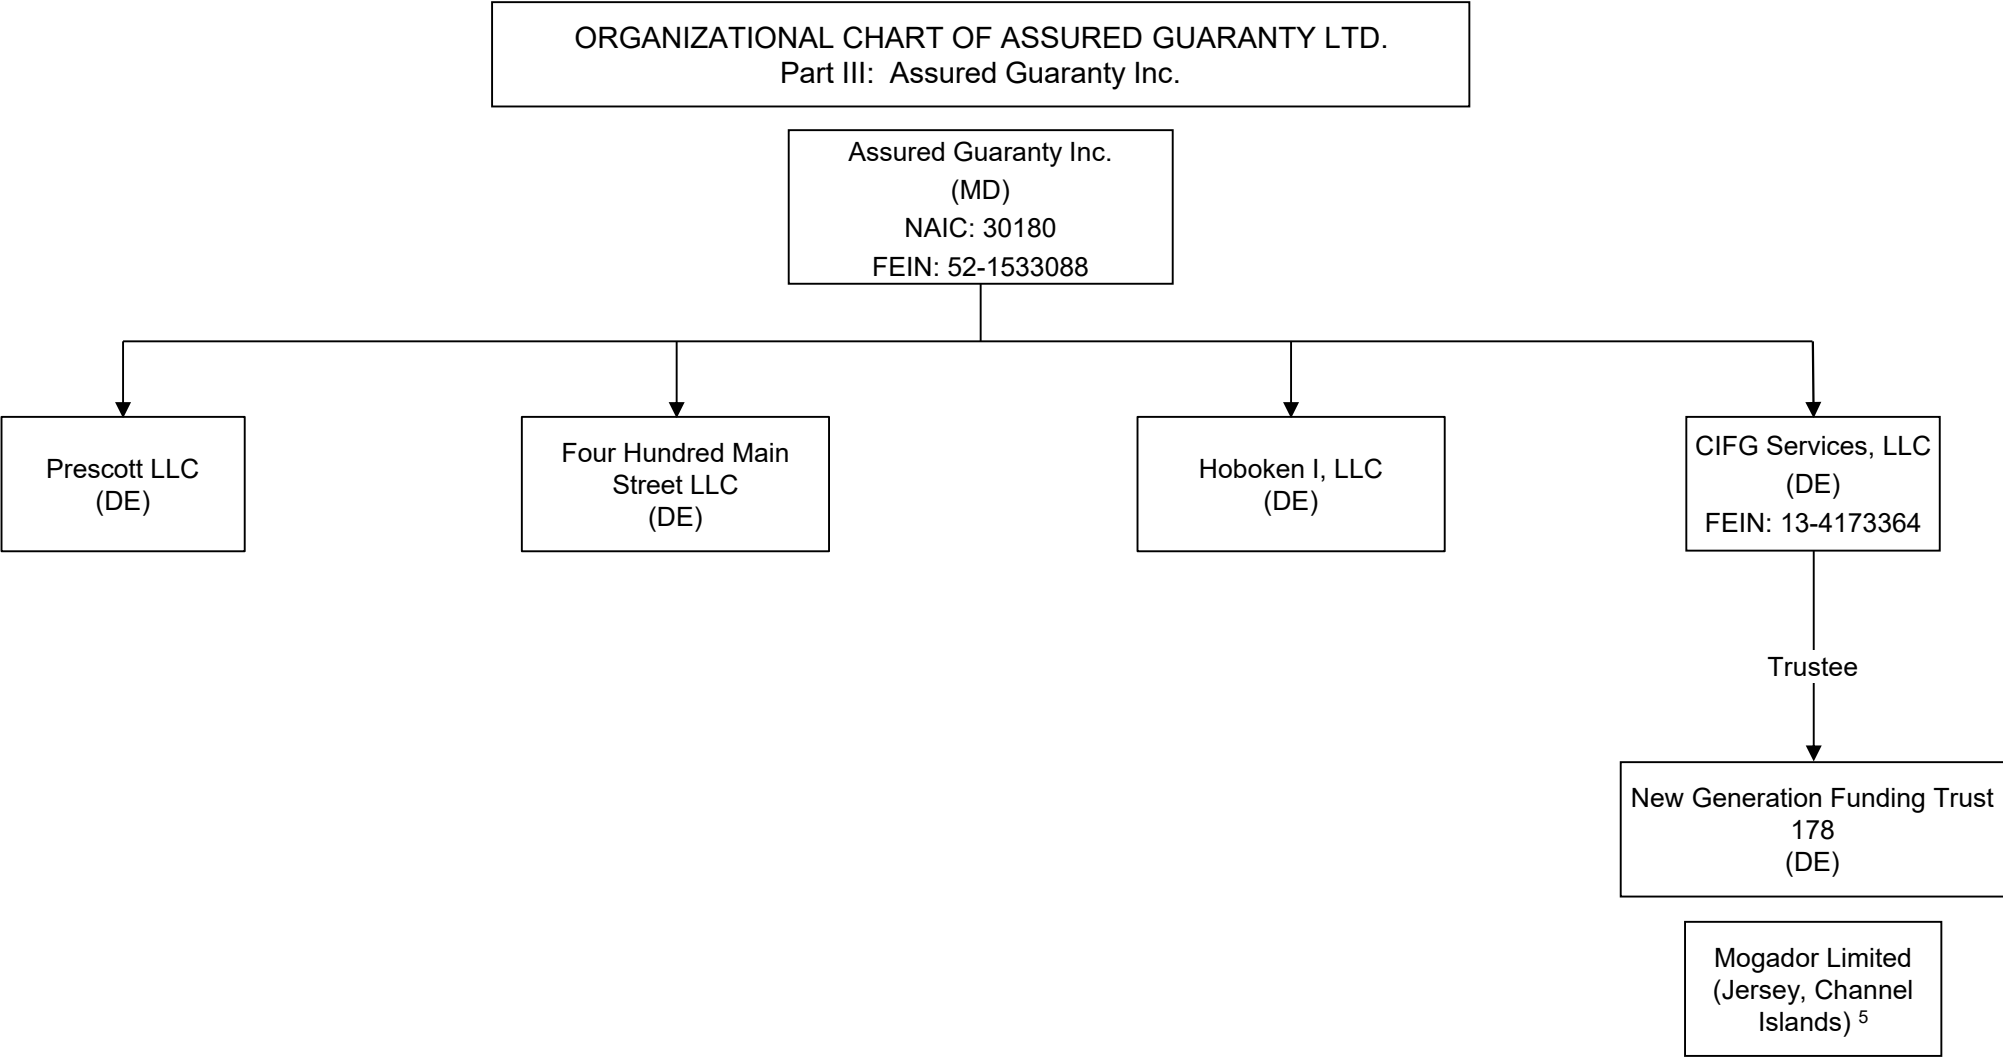 ORGANIZATIONAL CHART OF ASSURED GUARANTY LTD.
Part III:  Assured Guaranty Inc.
Assured Guaranty Inc.
(MD)
NAIC: 30180
FEIN: 52-1533088
Prescott LLC
(DE)
Four Hundred Main
Street LLC
(DE)
Hoboken I, LLC
(DE)
CIFG Services, LLC
(DE)
FEIN: 13-4173364
Trustee
New Generation Funding Trust
178
(DE)
Mogador Limited
(Jersey, Channel
Islands) 5